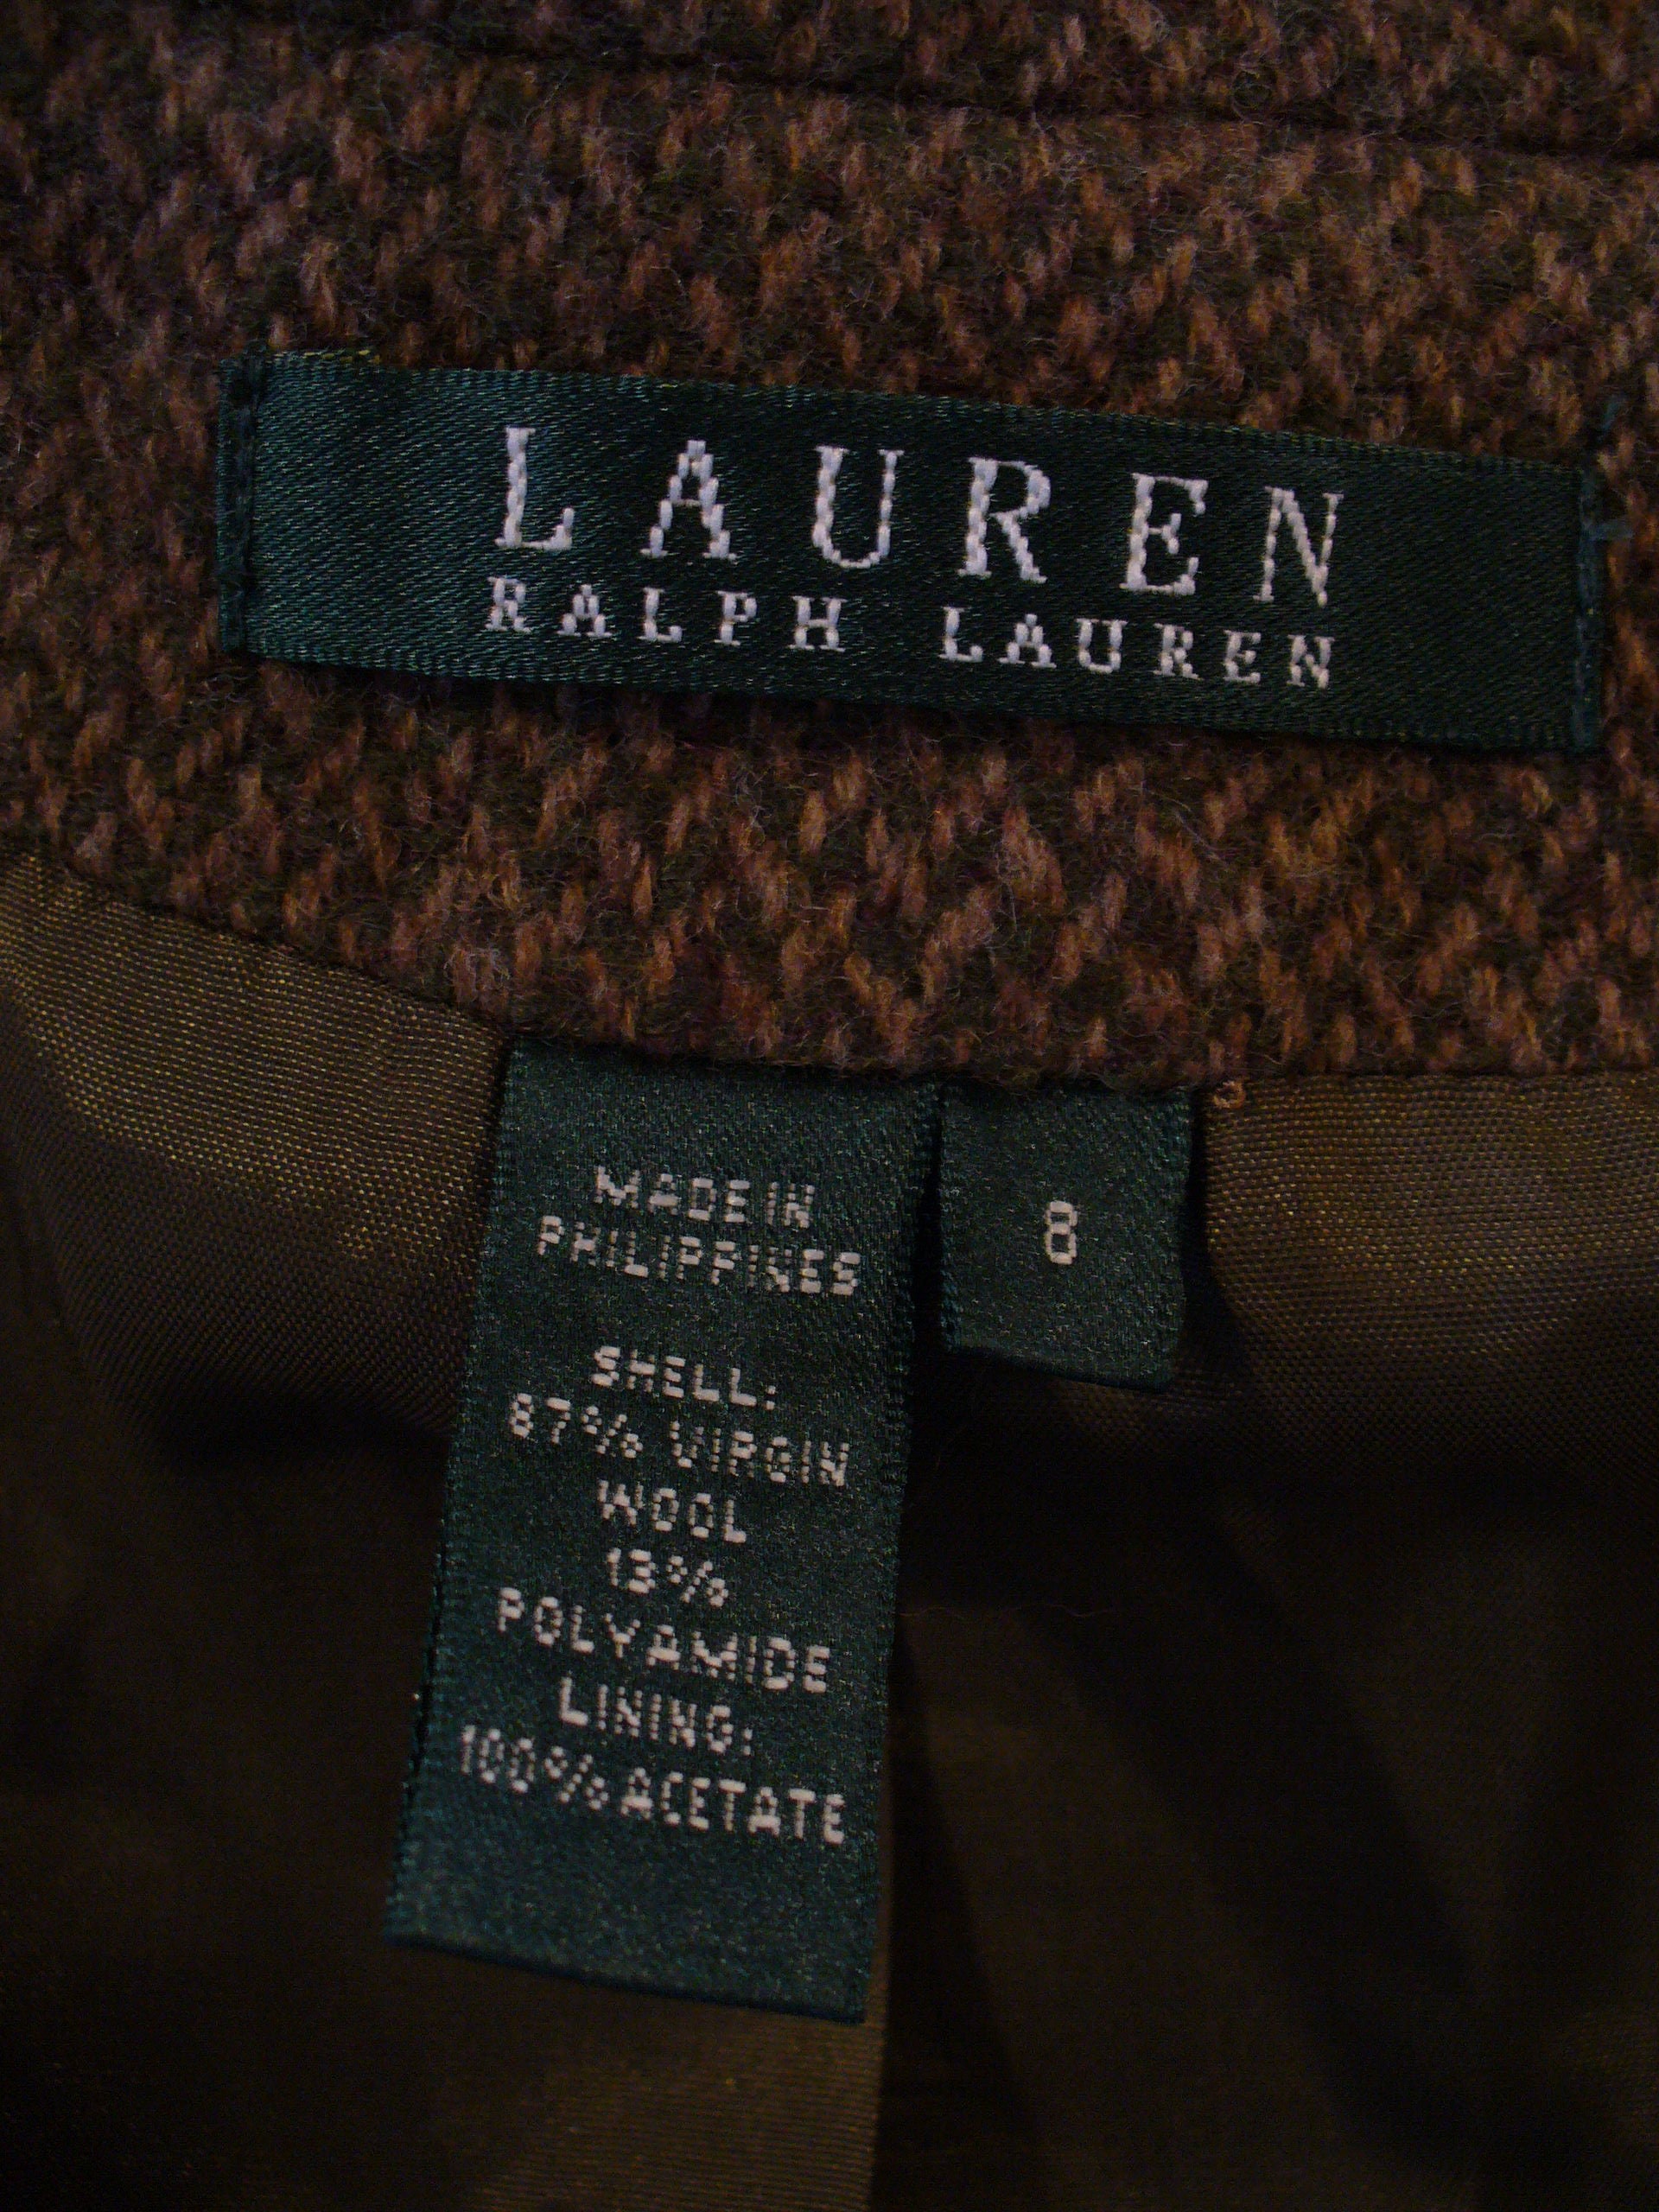 LAUREN
RALPH LAUREN
MADE IN
PHILIPPINES
8
SHELL:
87% VIRGIN
WOOL
13%
POLYAMIDE
LINING:
100% ACETATE